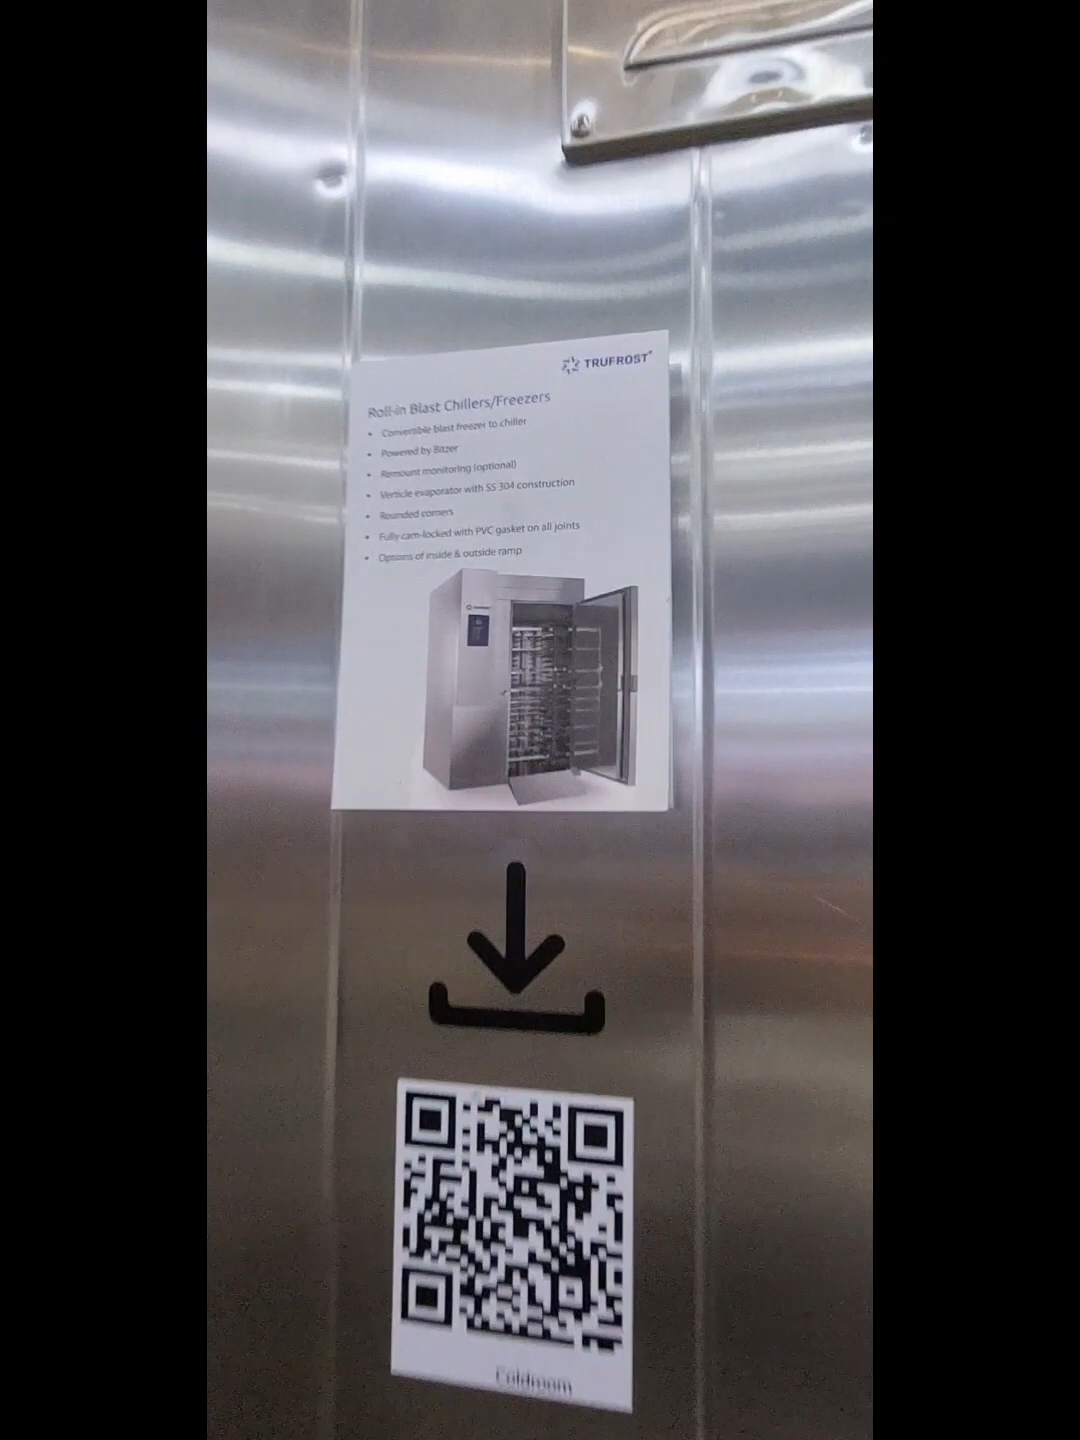 TRUFROST
Roll-in Blast Chillers/Freezers
• Convertible blast freezer to chiller
• Powered by Bitzer
• Remount monitoring (optional)
• Verticle evaporator with SS 304 construction
• Rounded corners
• Fully cam-locked with PVC gasket on all joints
• Options of inside & outside ramp
Coldroom